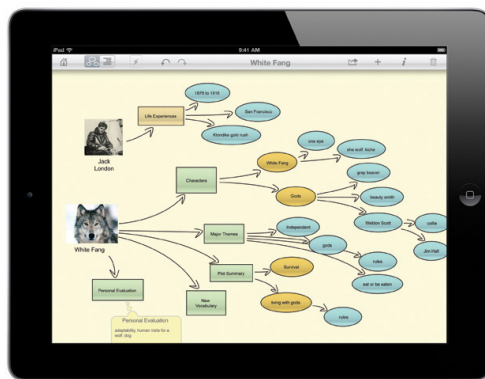 iPad
9:41 AM
White Fang
1876 to 1916
Life Experiences
San Francisco
Klondike gold rush
Jack
London
one eye
White Fang
she wolf, kiche
Characters
gray beaver
Gods
beauty smith
Weldon Scott
collie
Jim Hall
Independent
Major Themes
gods
rules
eat or be eaten
White Fang
Plot Summary
Survival
living with gods
rules
Personal Evaluation
New
Vocabulary
Personal Evaluation
adaptability, human traits for a
wolf, dog